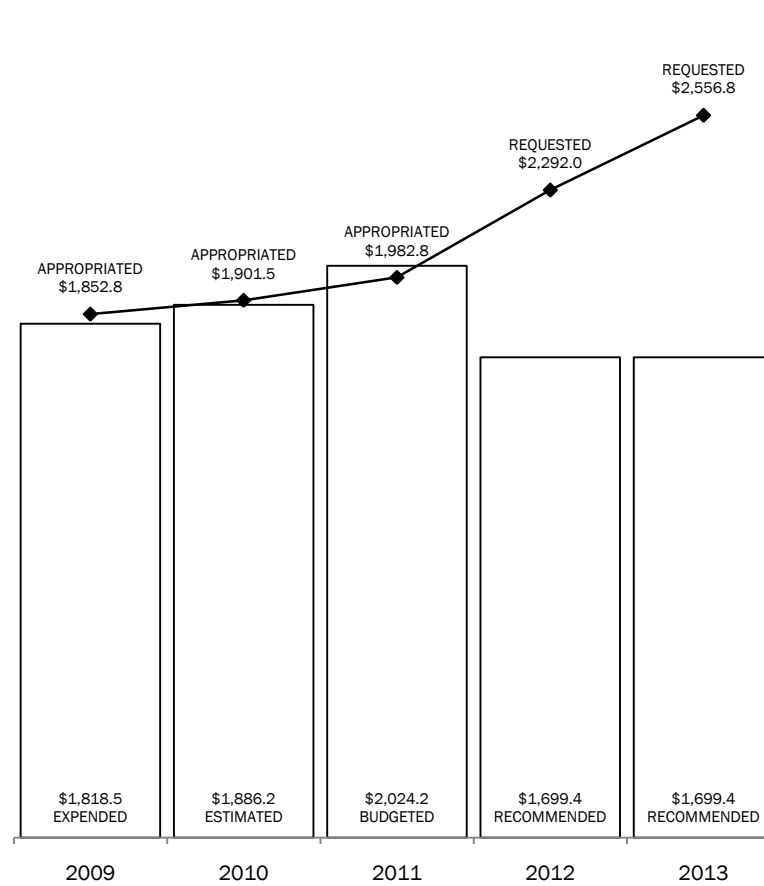 REQUESTED
$2,556.8
REQUESTED
$2,292.0
APPROPRIATED
$1,982.8
APPROPRIATED
$1,901.5
APPROPRIATED
$1,852.8
$1,818.5
EXPENDED
$1,886.2
ESTIMATED
$2,024.2
BUDGETED
$1,699.4
RECOMMENDED
$1,699.4
RECOMMENDED
2009 2010 2011 2012 2013